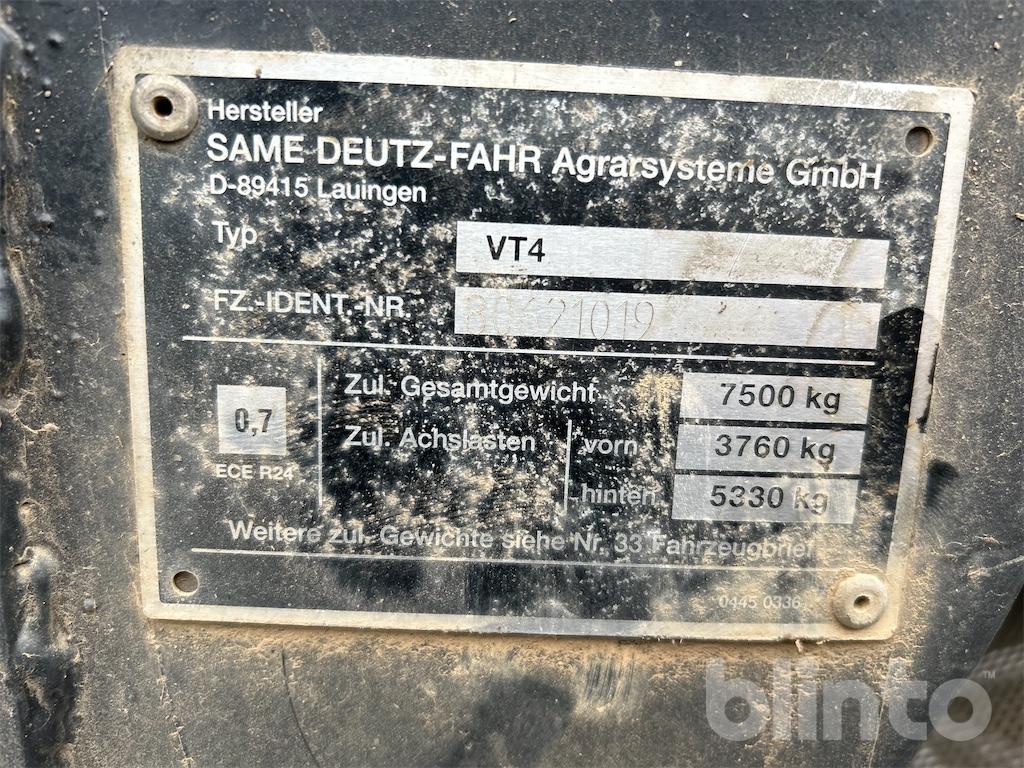 Hersteller
SAME DEUTZ-FAHR Agrarsysteme GmbH
D-89415 Lauingen
Typ VT4
FZ.-IDENT.-NR.
0,7 Zul. Gesamtgewicht 7500 kg
Zul. Achslasten vorn 3760 kg
ECE R24 hinten 5330 kg
Weitere zul. Gewichte siehe Nr. 33 Fahrzeugbrief
0445 0336
blinto™